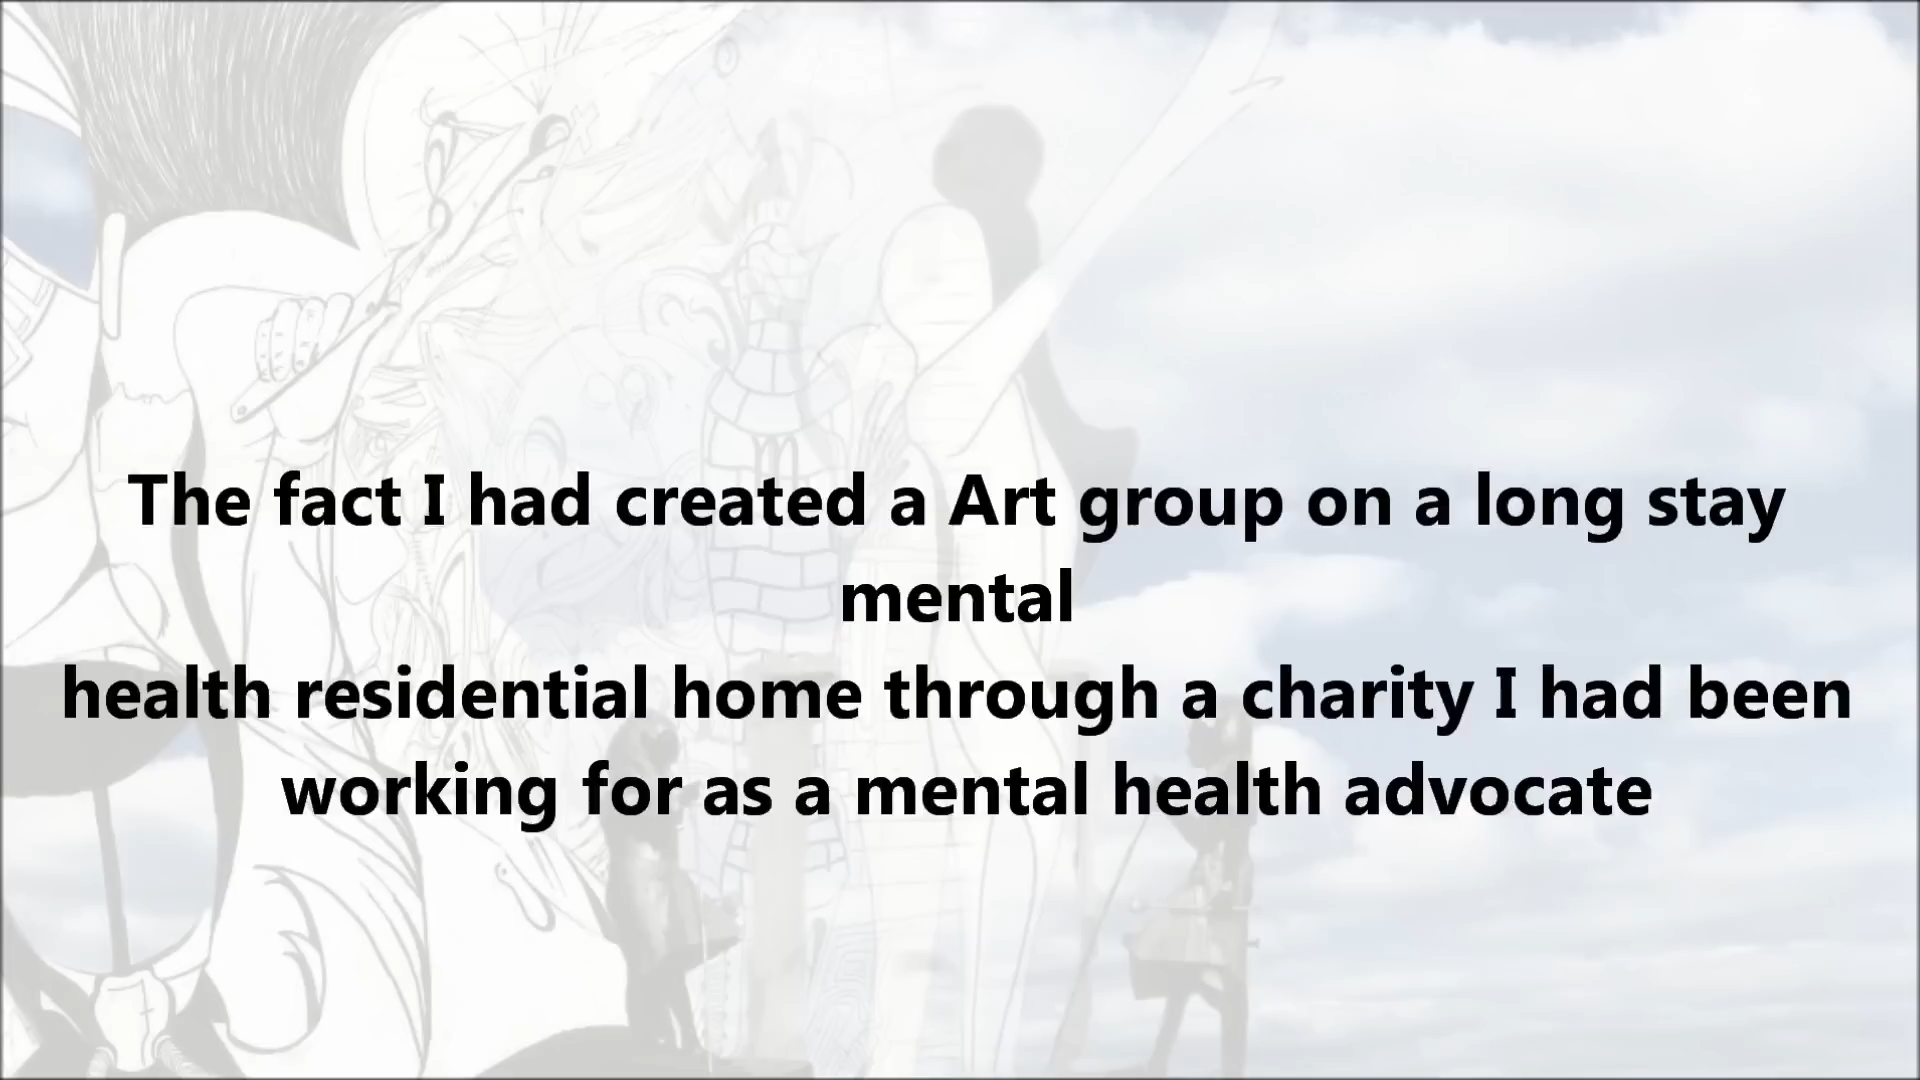 The fact I had created a Art group on a long stay
mental
health residential home through a charity I had been
working for as a mental health advocate